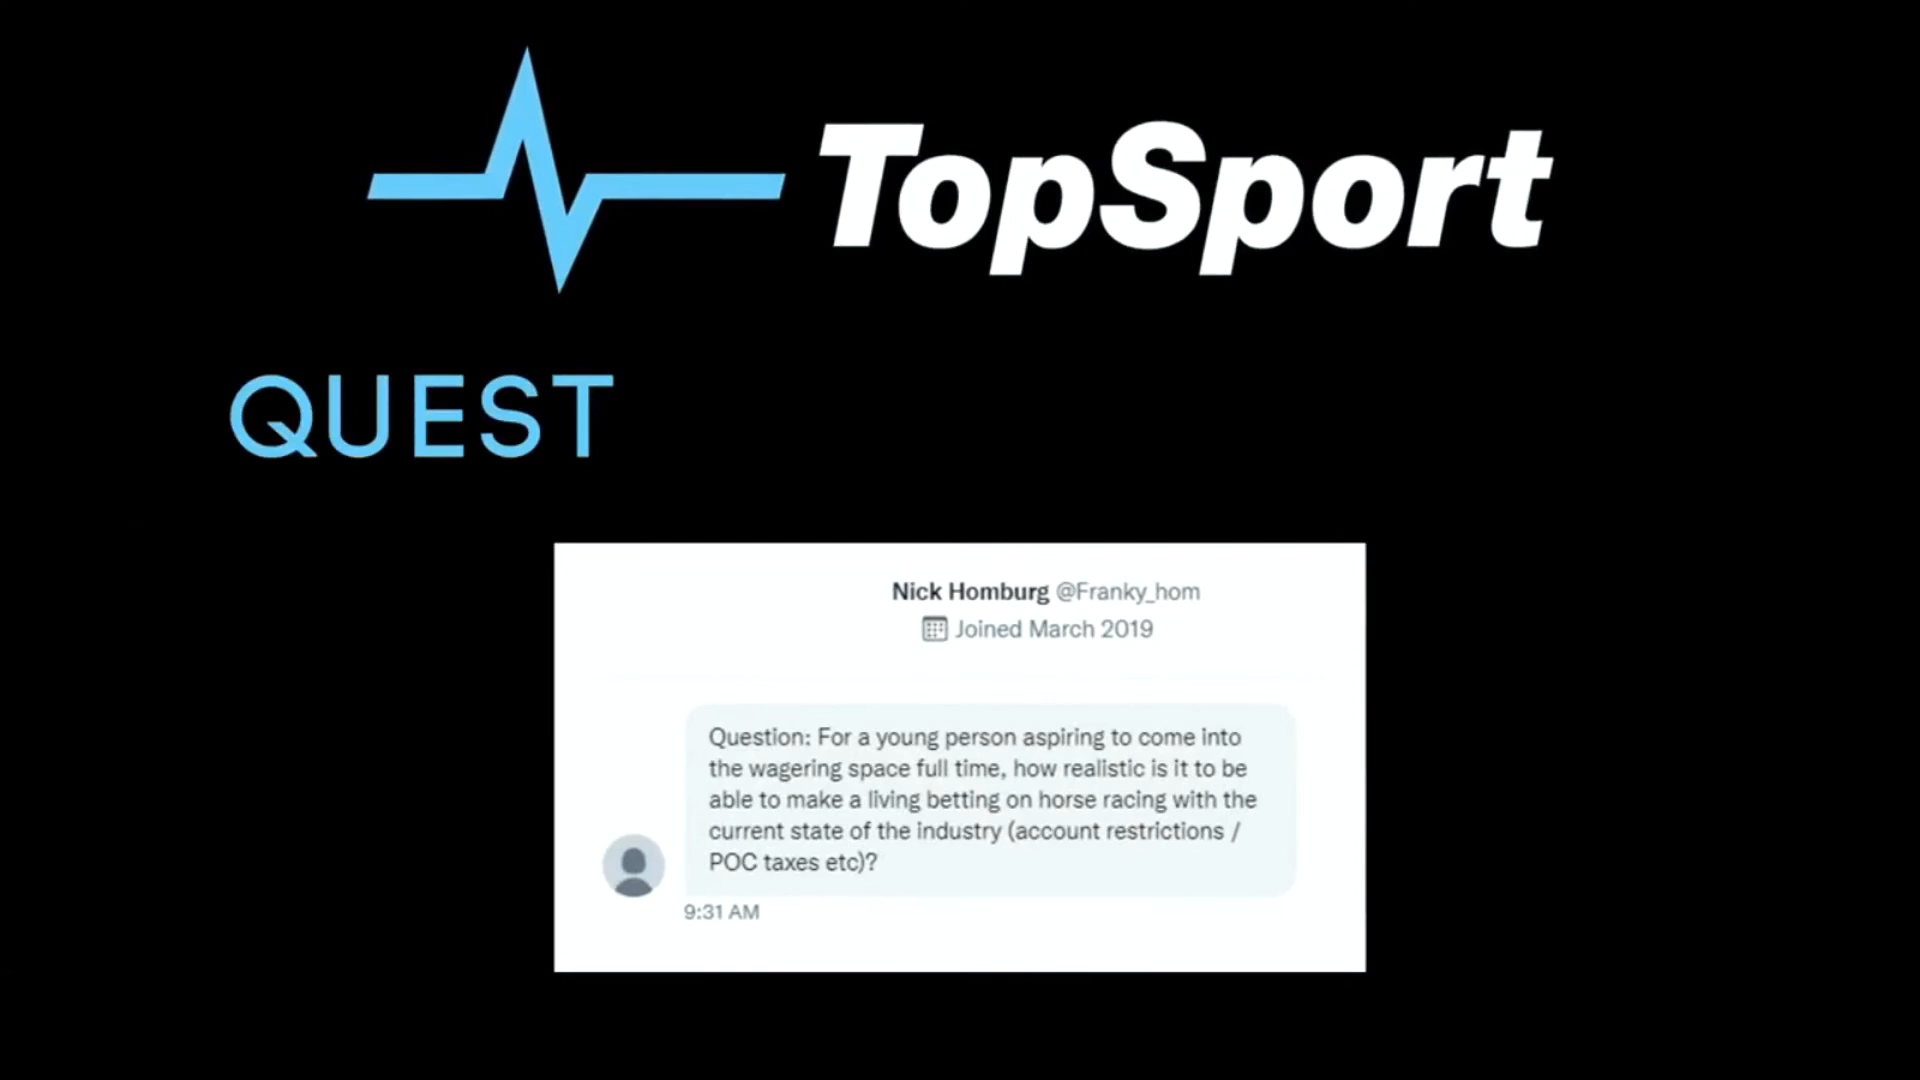 TopSport
QUEST
Nick Homburg @Franky_hom
Joined March 2019
Question: For a young person aspiring to come into
the wagering space full time, how realistic is it to be
able to make a living betting on horse racing with the
current state of the industry (account restrictions /
POC taxes etc)?
9:31 AM